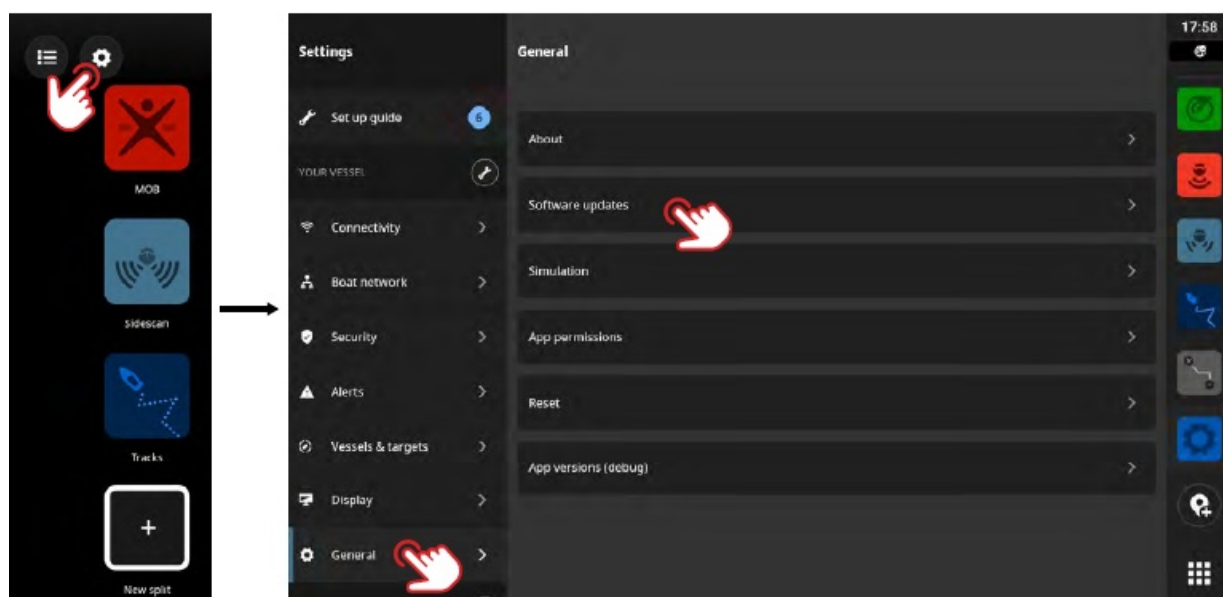 MOB
Sidescan
Tracks
New split
Settings
Set up guide
6
YOUR VESSEL
Connectivity
Boat network
Security
Alerts
Vessels & targets
Display
General
General
About
Software updates
Simulation
App permissions
Reset
App versions (debug)
17:58